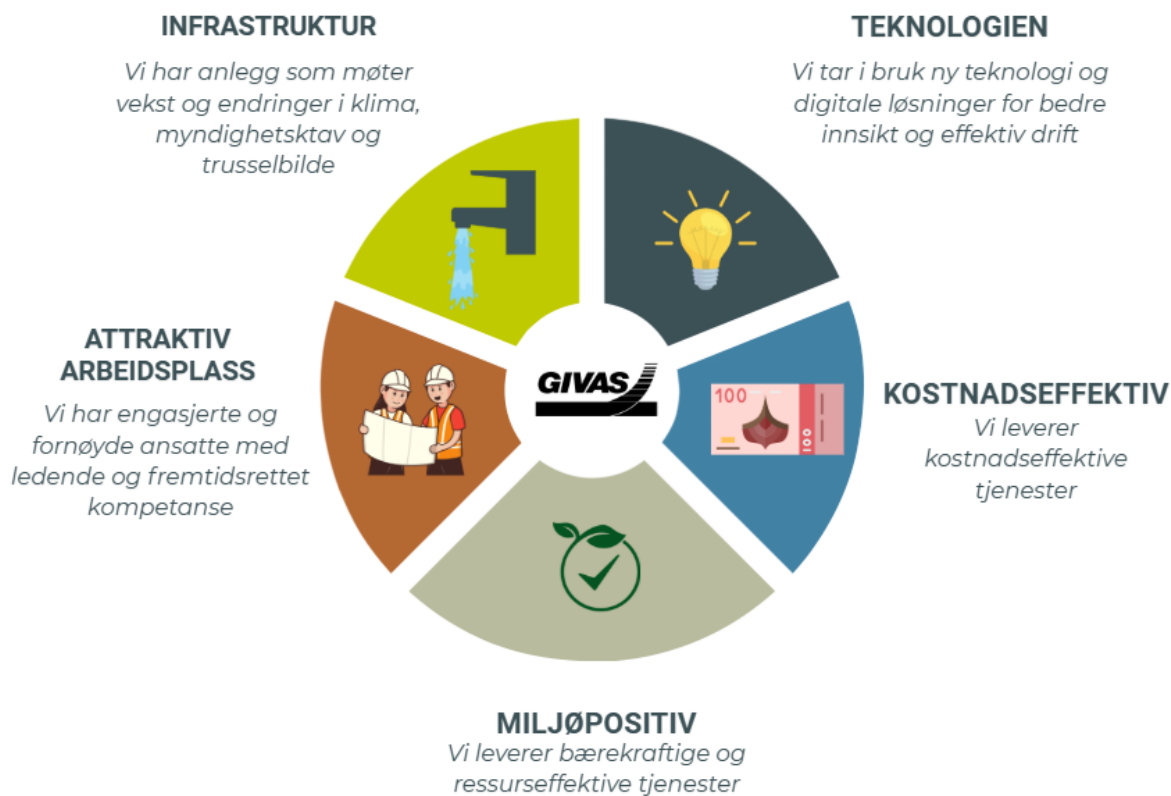 INFRASTRUKTUR
Vi har anlegg som møter
vekst og endringer i klima,
myndighetsktav og
trusselbilde
TEKNOLOGIEN
Vi tar i bruk ny teknologi og
digitale løsninger for bedre
innsikt og effektiv drift
ATTRAKTIV
ARBEIDSPLASS
Vi har engasjerte og
fornøyde ansatte med
ledende og fremtidsrettet
kompetanse
GIVAS
100
100
KOSTNADSEFFEKTIV
Vi leverer
kostnadseffektive
tjenester
MILJØPOSITIV
Vi leverer bærekraftige og
ressurseffektive tjenester